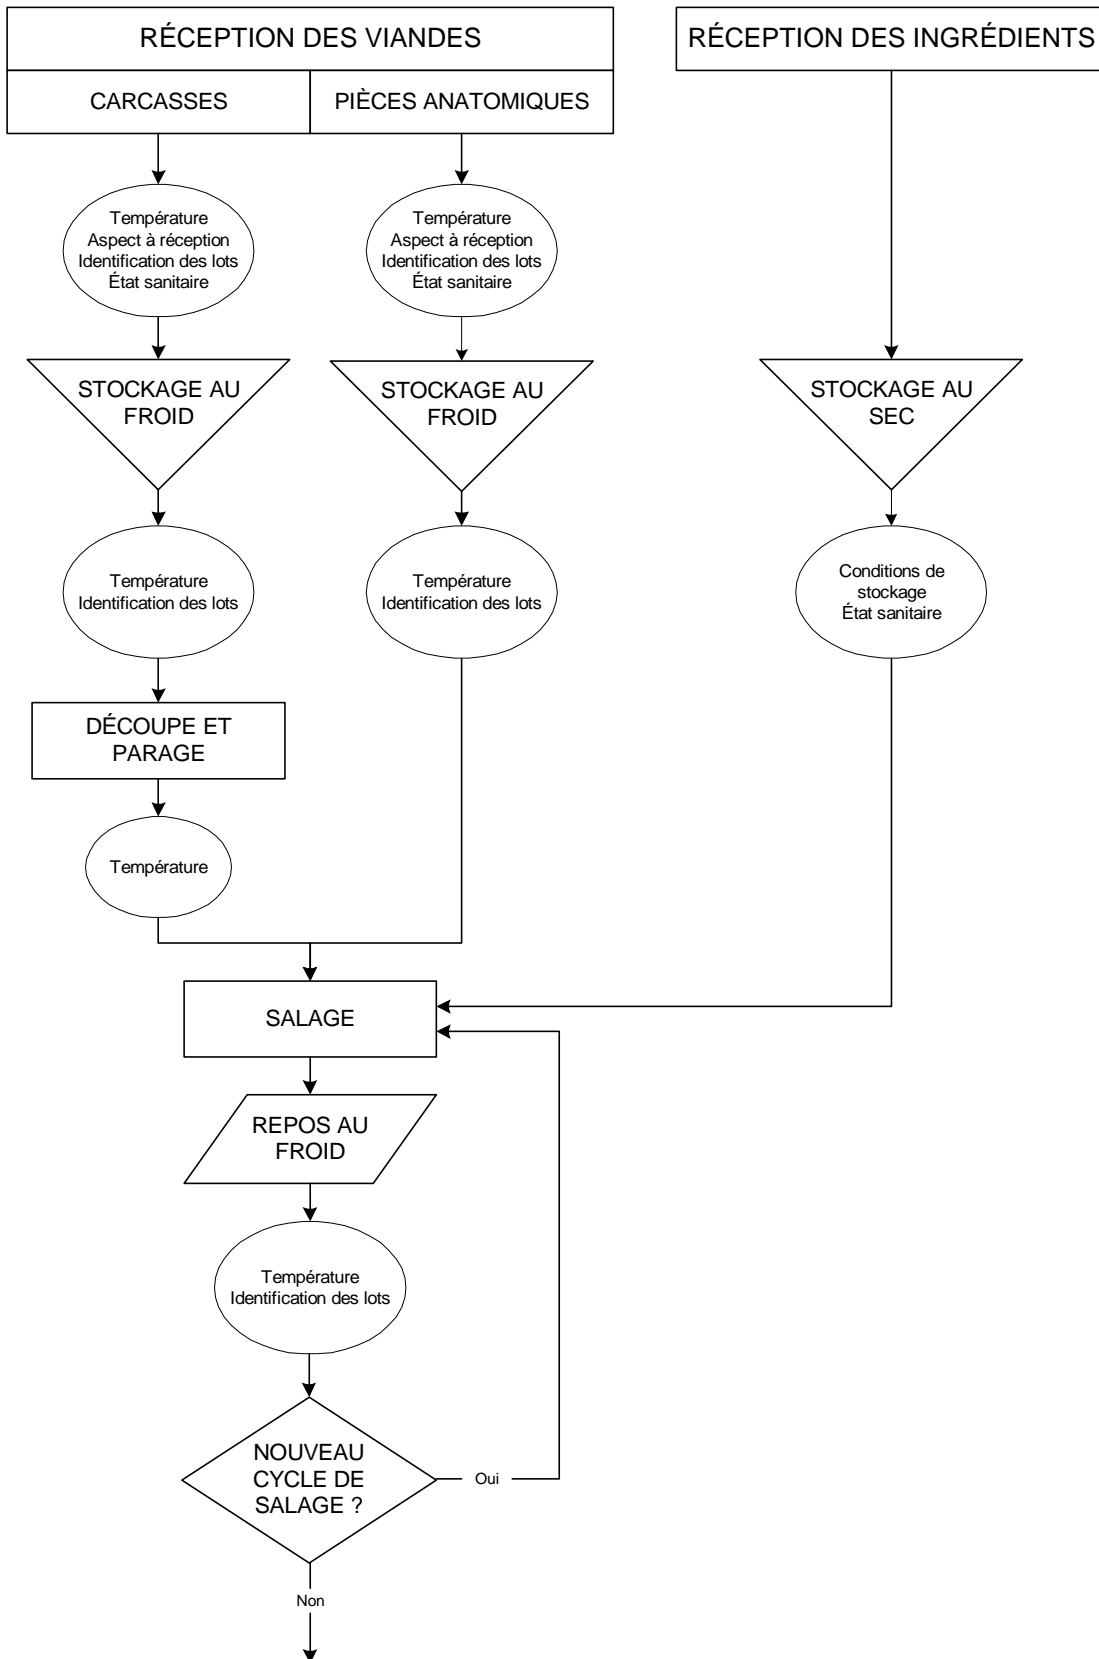 RÉCEPTION DES VIANDES
RÉCEPTION DES INGRÉDIENTS
CARCASSES
PIÈCES ANATOMIQUES
Température
Aspect à réception
Identification des lots
État sanitaire
Température
Aspect à réception
Identification des lots
État sanitaire
STOCKAGE AU
FROID
STOCKAGE AU
FROID
STOCKAGE AU
SEC
Température
Identification des lots
Température
Identification des lots
Conditions de
stockage
État sanitaire
DÉCOUPE ET
PARAGE
Température
SALAGE
REPOS AU
FROID
Température
Identification des lots
NOUVEAU
CYCLE DE
SALAGE ?
Oui
Non